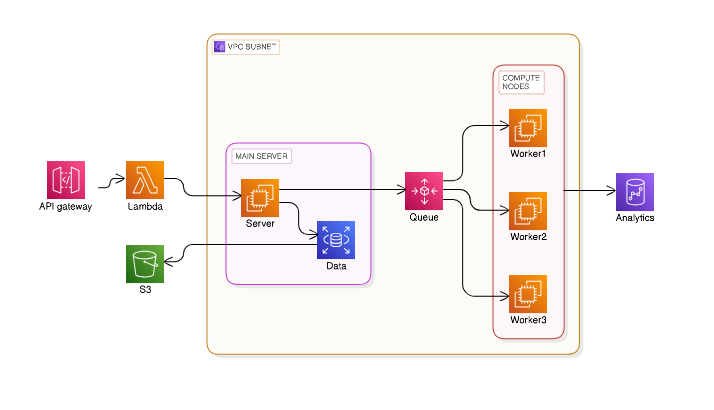 VPC SUBNET
COMPUTE
NODES
Worker1
MAIN SERVER
API gateway
Lambda
Server
Queue
Worker2
Analytics
Data
S3
Worker3